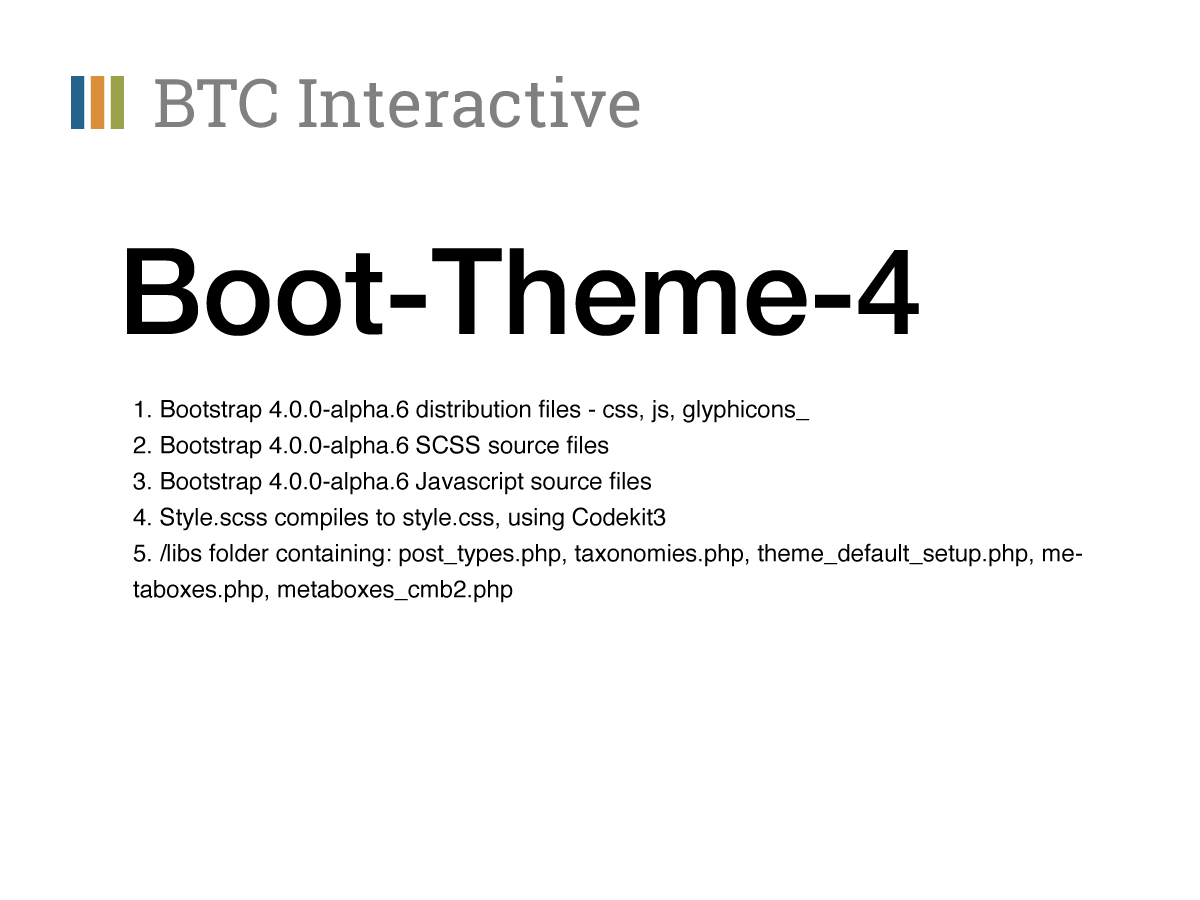 BTC Interactive
Boot-Theme-4
1. Bootstrap 4.0.0-alpha.6 distribution files - css, js, glyphicons_
2. Bootstrap 4.0.0-alpha.6 SCSS source files
3. Bootstrap 4.0.0-alpha.6 Javascript source files
4. Style.scss compiles to style.css, using Codekit3
5. /libs folder containing: post_types.php, taxonomies.php, theme_default_setup.php, me-
taboxes.php, metaboxes_cmb2.php